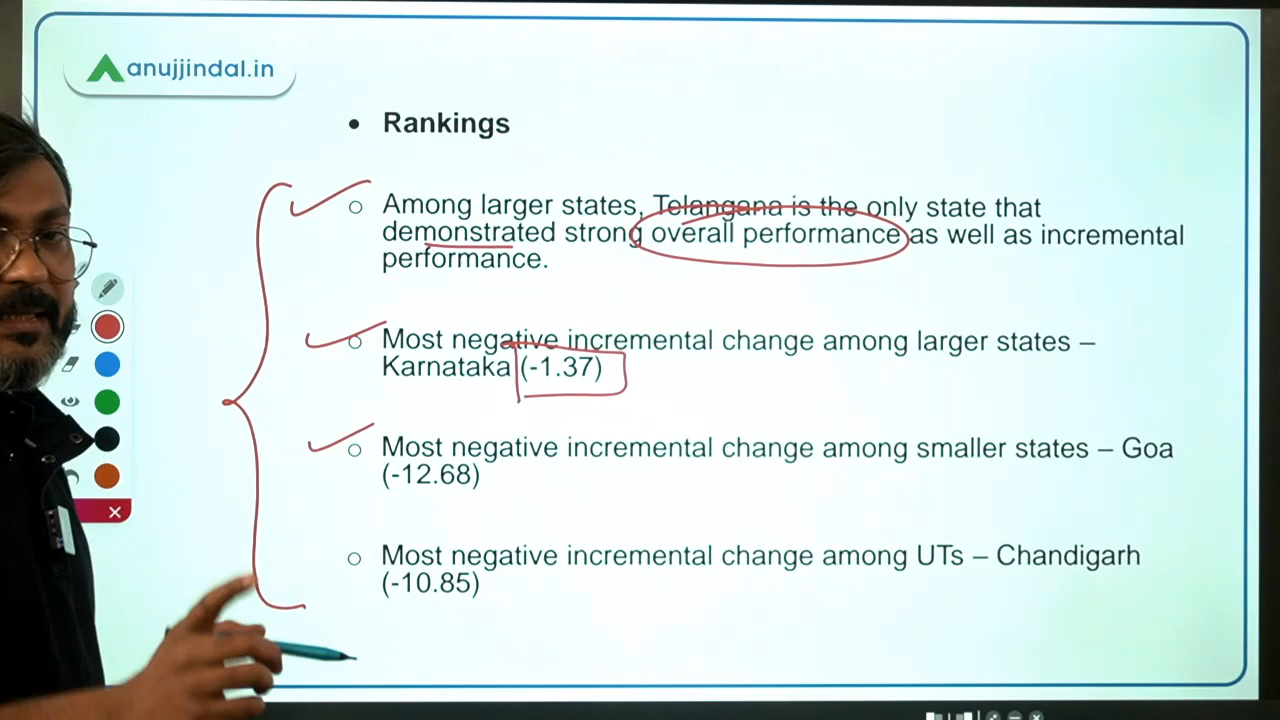 anujjindal.in
• Rankings
○ Among larger states, Telangana is the only state that
demonstrated strong overall performance as well as incremental
performance.
○ Most negative incremental change among larger states –
Karnataka (-1.37)
○ Most negative incremental change among smaller states – Goa
(-12.68)
○ Most negative incremental change among UTs – Chandigarh
(-10.85)